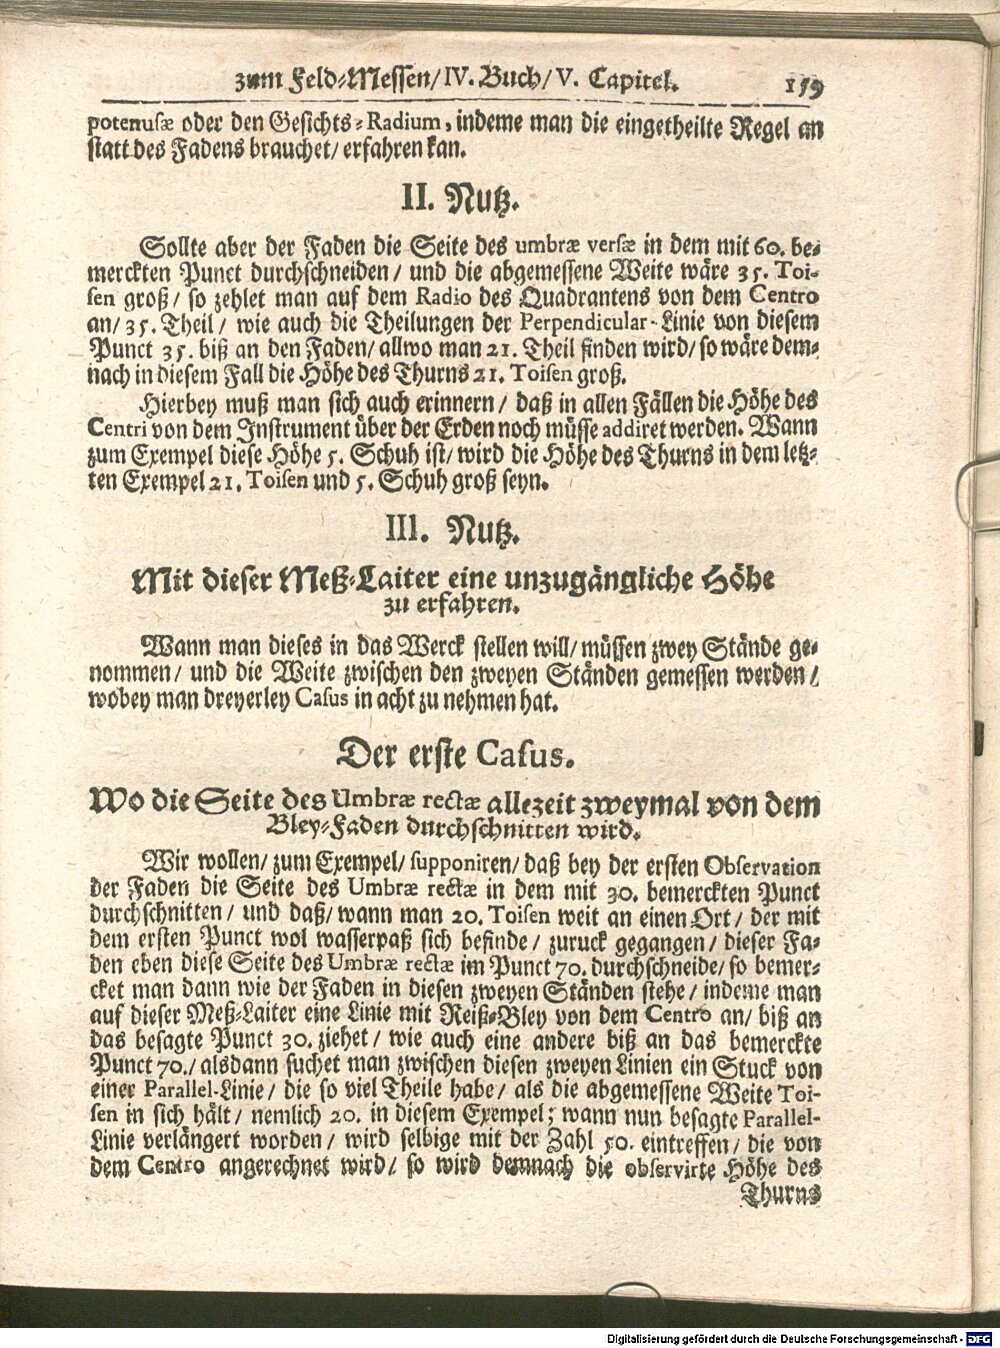 zum Feld-Messen/ IV. Buch/ V. Capitel. 159
potenusæ oder den Gesichts-Radium, indeme man die eingetheilte Regel an
statt des Fadens brauchet/ erfahren kan.
II. Nutz.
Sollte aber der Faden die Seite des umbræ versæ in dem mit 60. be-
merckten Punct durchschneiden/ und die abgemessene Weite wäre 35. Toi-
sen groß/ so zehlet man auf dem Radio des Quadrantens von dem Centro
an/ 35. Theil/ wie auch die Theilungen der Perpendicular-Linie von diesem
Punct 35. biß an den Faden/ allwo man 21. Theil finden wird/ so wäre dem-
nach in diesem Fall die Höhe des Thurns 21. Toisen groß.
Hierbey muß man sich auch erinnern/ daß in allen Fällen die Höhe des
Centri von dem Instrument über der Erden noch müsse addiret werden. Wann
zum Exempel diese Höhe 5. Schuh ist/ wird die Höhe des Thurns in dem letz-
ten Exempel 21. Toisen und 5. Schuh groß seyn.
III. Nutz.
Mit dieser Meß-Laiter eine unzugängliche Höhe
zu erfahren.
Wann man dieses in das Werck stellen will/ müssen zwey Stände ge-
nommen/ und die Weite zwischen den zweyen Ständen gemessen werden/
wobey man dreyerley Casus in acht zu nehmen hat.
Der erste Casus.
Wo die Seite des Umbræ rectæ allezeit zweymal von dem
Bley-Faden durchschnitten wird.
Wir wollen/ zum Exempel/ supponiren/ daß bey der ersten Observation
der Faden die Seite des Umbræ rectæ in dem mit 30. bemerckten Punct
durchschnitten/ und daß/ wann man 20. Toisen weit an einen Ort/ der mit
dem ersten Punct wol wasserpaß sich befinde/ zuruck gegangen/ dieser Fa-
den eben diese Seite des Umbræ rectæ im Punct 70. durchschneide/ so bemer-
cket man dann wie der Faden in diesen zweyen Ständen stehe/ indeme man
auf dieser Meß-Laiter eine Linie mit Reiß-Bley von dem Centro an/ biß an
das besagte Punct 30. ziehet/ wie auch eine andere biß an das bemerckte
Punct 70./ alsdann suchet man zwischen diesen zweyen Linien ein Stuck von
einer Parallel-Linie/ die so viel Theile habe/ als die abgemessene Weite Toi-
sen in sich hält/ nemlich 20. in diesem Exempel; wann nun besagte Parallel-
Linie verlängert worden/ wird selbige mit der Zahl 50. eintreffen/ die von
dem Centro angerechnet wird/ so wird demnach die observirte Höhe des
Thurns
Digitalisierung gefördert durch die Deutsche Forschungsgemeinschaft - DFG